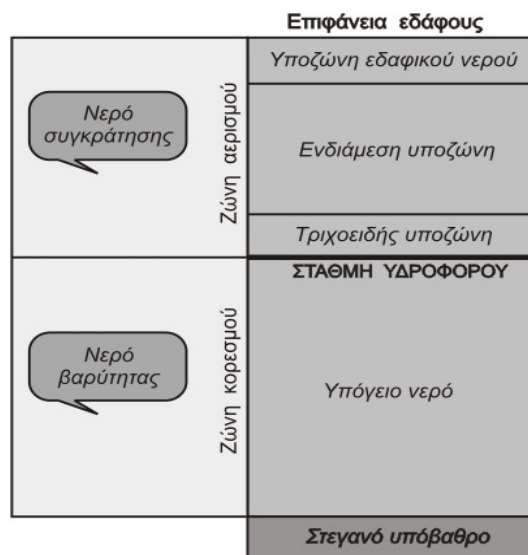 Επιφάνεια εδάφους
Υποζώνη εδαφικού νερού
Νερό
συγκράτησης
Ζώνη αερισμού
Ενδιάμεση υποζώνη
Τριχοειδής υποζώνη
ΣΤΑΘΜΗ ΥΔΡΟΦΟΡΟΥ
Νερό
βαρύτητας
Ζώνη κορεσμού
Υπόγειο νερό
Στεγανό υπόβαθρο